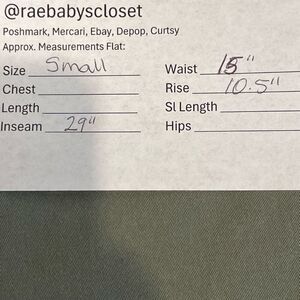 @raebabyscloset
Poshmark, Mercari, Ebay, Depop, Curtsy
Approx. Measurements Flat:
Size Small Waist 15"
Chest Rise 10.5"
Length Sl Length
Inseam 29" Hips